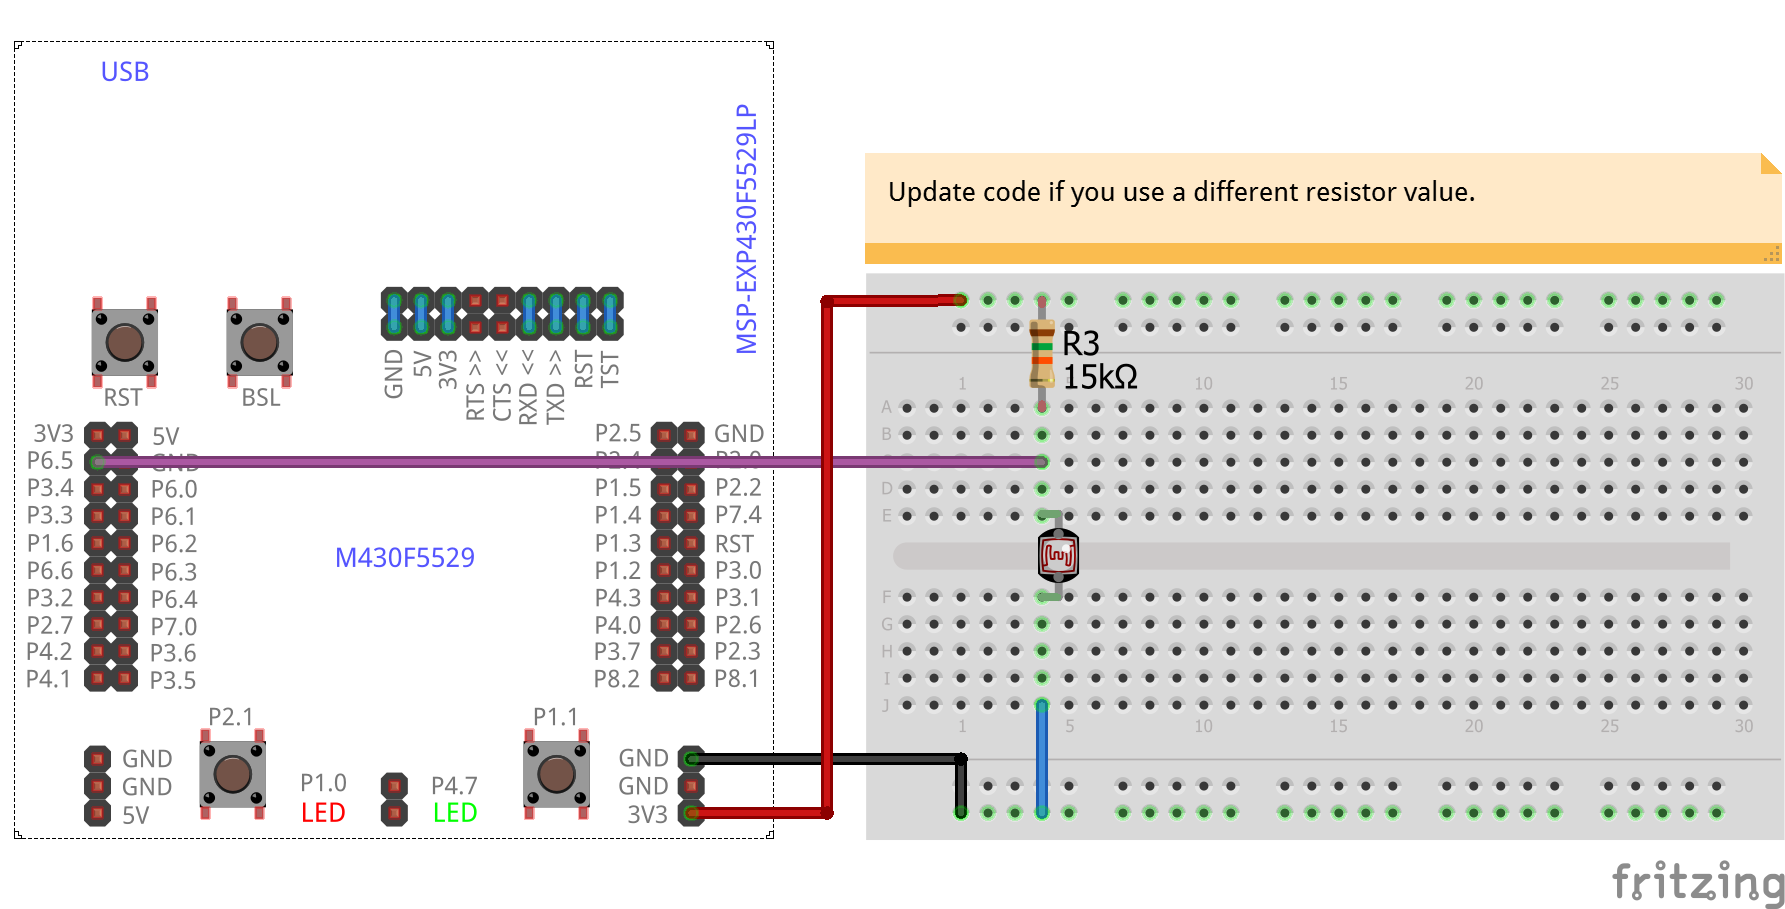 USB
MSP-EXP430F5529LP
Update code if you use a different resistor value.
RST
BSL
GND
5V
3V3
RTS >>
CTS <<
RXD <<
TXD >>
RST
TST
R3
15kΩ
3V3 5V P2.5 GND
P6.5 GND P2.4 P2.0
P3.4 P6.0 P1.5 P2.2
P3.3 P6.1 P1.4 P7.4
P1.6 P6.2 P1.3 RST
M430F5529
P6.6 P6.3 P1.2 P3.0
P3.2 P6.4 P4.3 P3.1
P2.7 P7.0 P4.0 P2.6
P4.2 P3.6 P3.7 P2.3
P4.1 P3.5 P8.2 P8.1
P2.1
P1.1
GND
GND
5V
P1.0
LED
P4.7
LED
GND
GND
3V3
1 5 10 15 20 25 30
A
B
C
D
E
F
G
H
I
J
1 5 10 15 20 25 30
fritzing